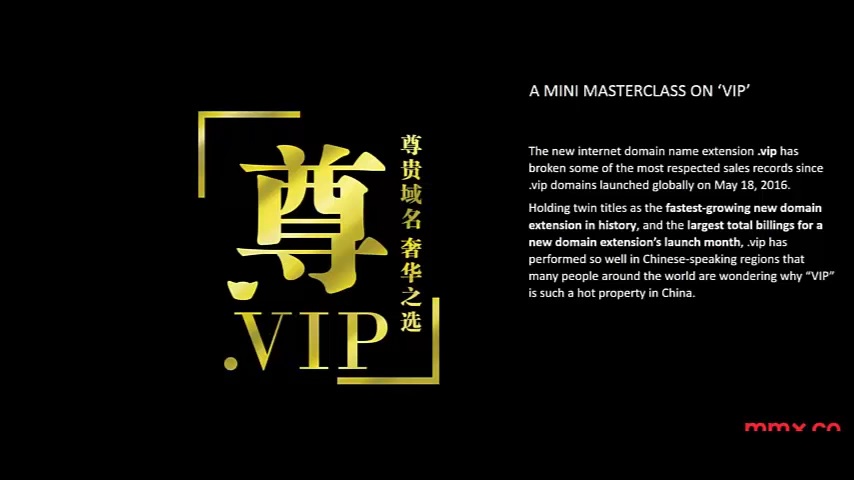 尊
.VIP
尊贵域名 奢华之选
A MINI MASTERCLASS ON ‘VIP’
The new internet domain name extension .vip has
broken some of the most respected sales records since
.vip domains launched globally on May 18, 2016.
Holding twin titles as the fastest-growing new domain
extension in history, and the largest total billings for a
new domain extension’s launch month, .vip has
performed so well in Chinese-speaking regions that
many people around the world are wondering why “VIP”
is such a hot property in China.
mmx.co